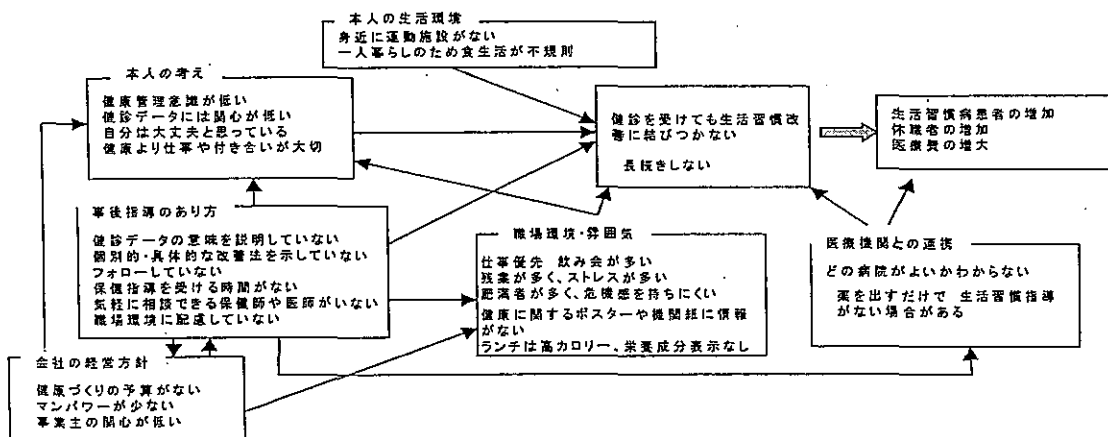 本人の生活環境
身近に運動施設がない
一人暮らしのため食生活が不規則
本人の考え
健康管理意識が低い
健診データには関心が低い
自分は大丈夫と思っている
健康より仕事や付き合いが大切
健診を受けても生活習慣改
善に結びつかない
長続きしない
生活習慣病患者の増加
休職者の増加
医療費の増大
事後指導のあり方
健診データの意味を説明していない
個別的・具体的な改善法を示していない
フォローしていない
保健指導を受ける時間がない
気軽に相談できる保健師や医師がいない
職場環境に配慮していない
職場環境・雰囲気
仕事優先 飲み会が多い
残業が多く、ストレスが多い
肥満者が多く、危機感を持ちにくい
健康に関するポスターや機関紙に情報
がない
ランチは高カロリー、栄養成分表示なし
医療機関との連携
どの病院がよいかわからない
薬を出すだけで 生活習慣指導
がない場合がある
会社の経営方針
健康づくりの予算がない
マンパワーが少ない
事業主の関心が低い